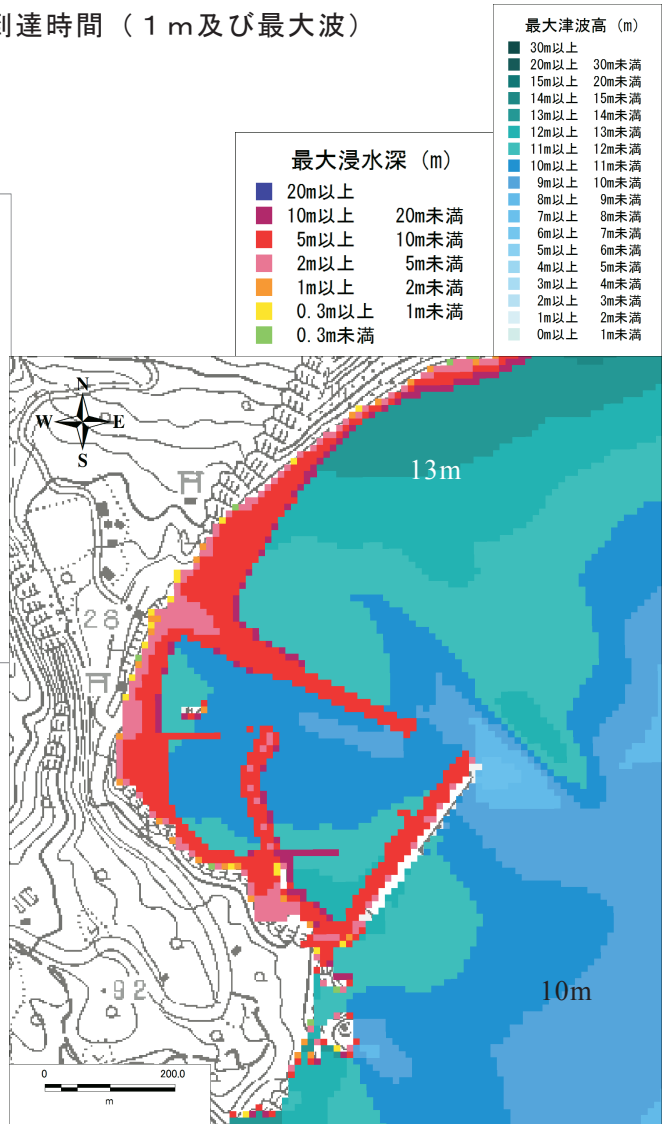 到達時間（１ｍ及び最大波）
最大津波高 (m)
30m以上
20m以上 30m未満
15m以上 20m未満
14m以上 15m未満
13m以上 14m未満
12m以上 13m未満
11m以上 12m未満
10m以上 11m未満
9m以上 10m未満
8m以上 9m未満
7m以上 8m未満
6m以上 7m未満
5m以上 6m未満
4m以上 5m未満
3m以上 4m未満
2m以上 3m未満
1m以上 2m未満
0m以上 1m未満
最大浸水深 (m)
20m以上
10m以上 20m未満
5m以上 10m未満
2m以上 5m未満
1m以上 2m未満
0.3m以上 1m未満
0.3m未満
N
W E
S
13m
28
10m
92
0 200.0
m